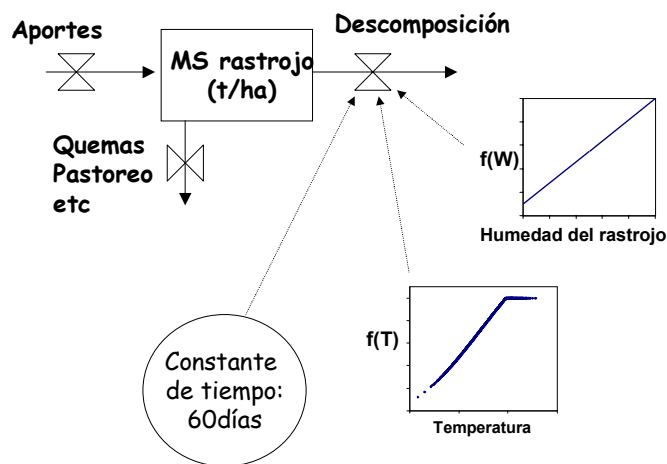 Aportes
Descomposición
MS rastrojo
(t/ha)
Quemas
Pastoreo
etc
f(W)
Humedad del rastrojo
f(T)
Temperatura
Constante
de tiempo:
60días